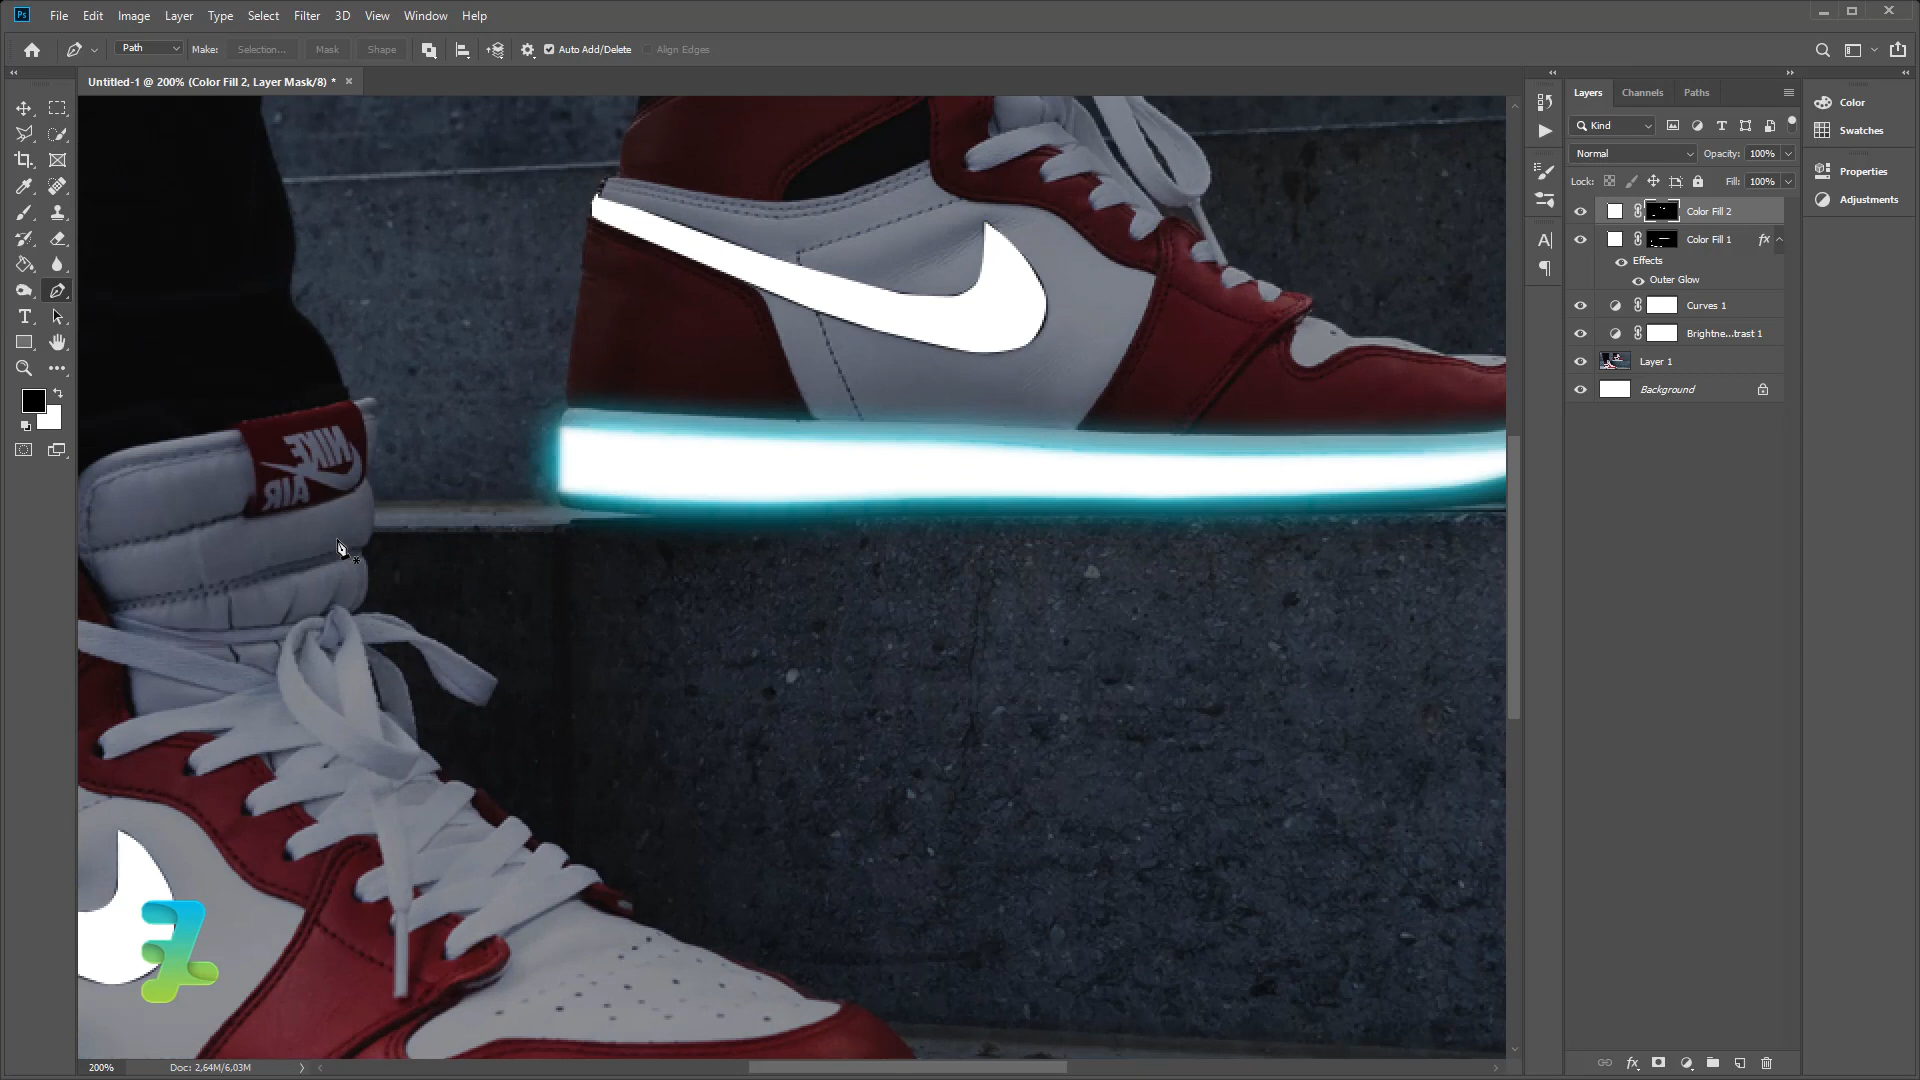 Ps File Edit Image Layer Type Select Filter 3D View Window Help
Path Make: Selection... Mask Shape Auto Add/Delete Align Edges
Untitled-1 @ 200% (Color Fill 2, Layer Mask/8) *
Layers Channels Paths
Kind
Normal Opacity: 100%
Lock: Fill: 100%
Color Fill 2
Color Fill 1 fx
Effects
Outer Glow
Curves 1
Brightne...trast 1
Layer 1
Background
Color
Swatches
Properties
Adjustments
NIKE
AIR
200% Doc: 2,64M/6,03M